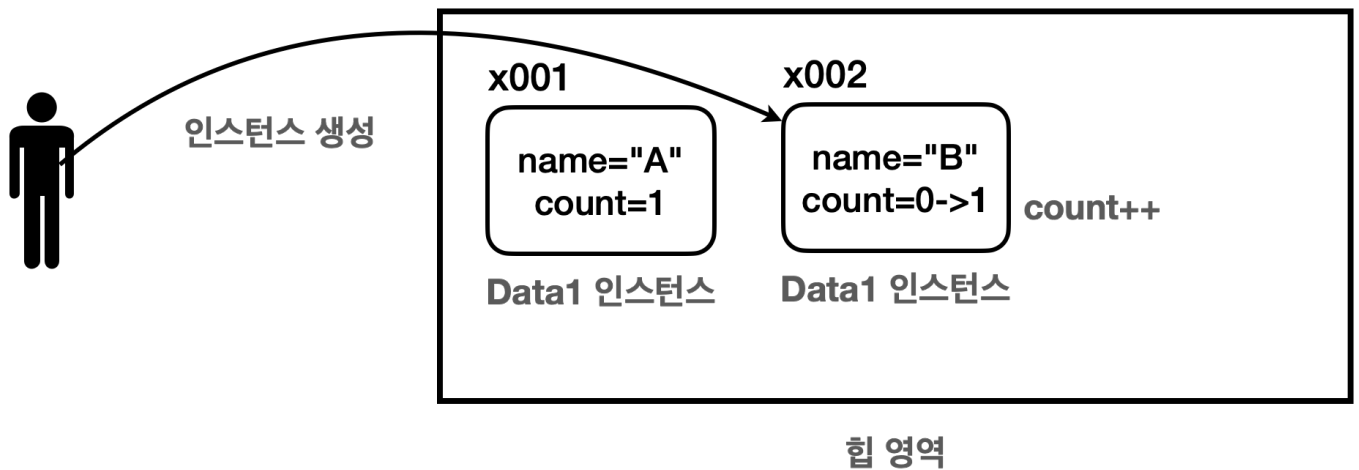 인스턴스 생성
x001
name="A"
count=1
Data1 인스턴스
x002
name="B"
count=0->1
count++
Data1 인스턴스
힙 영역